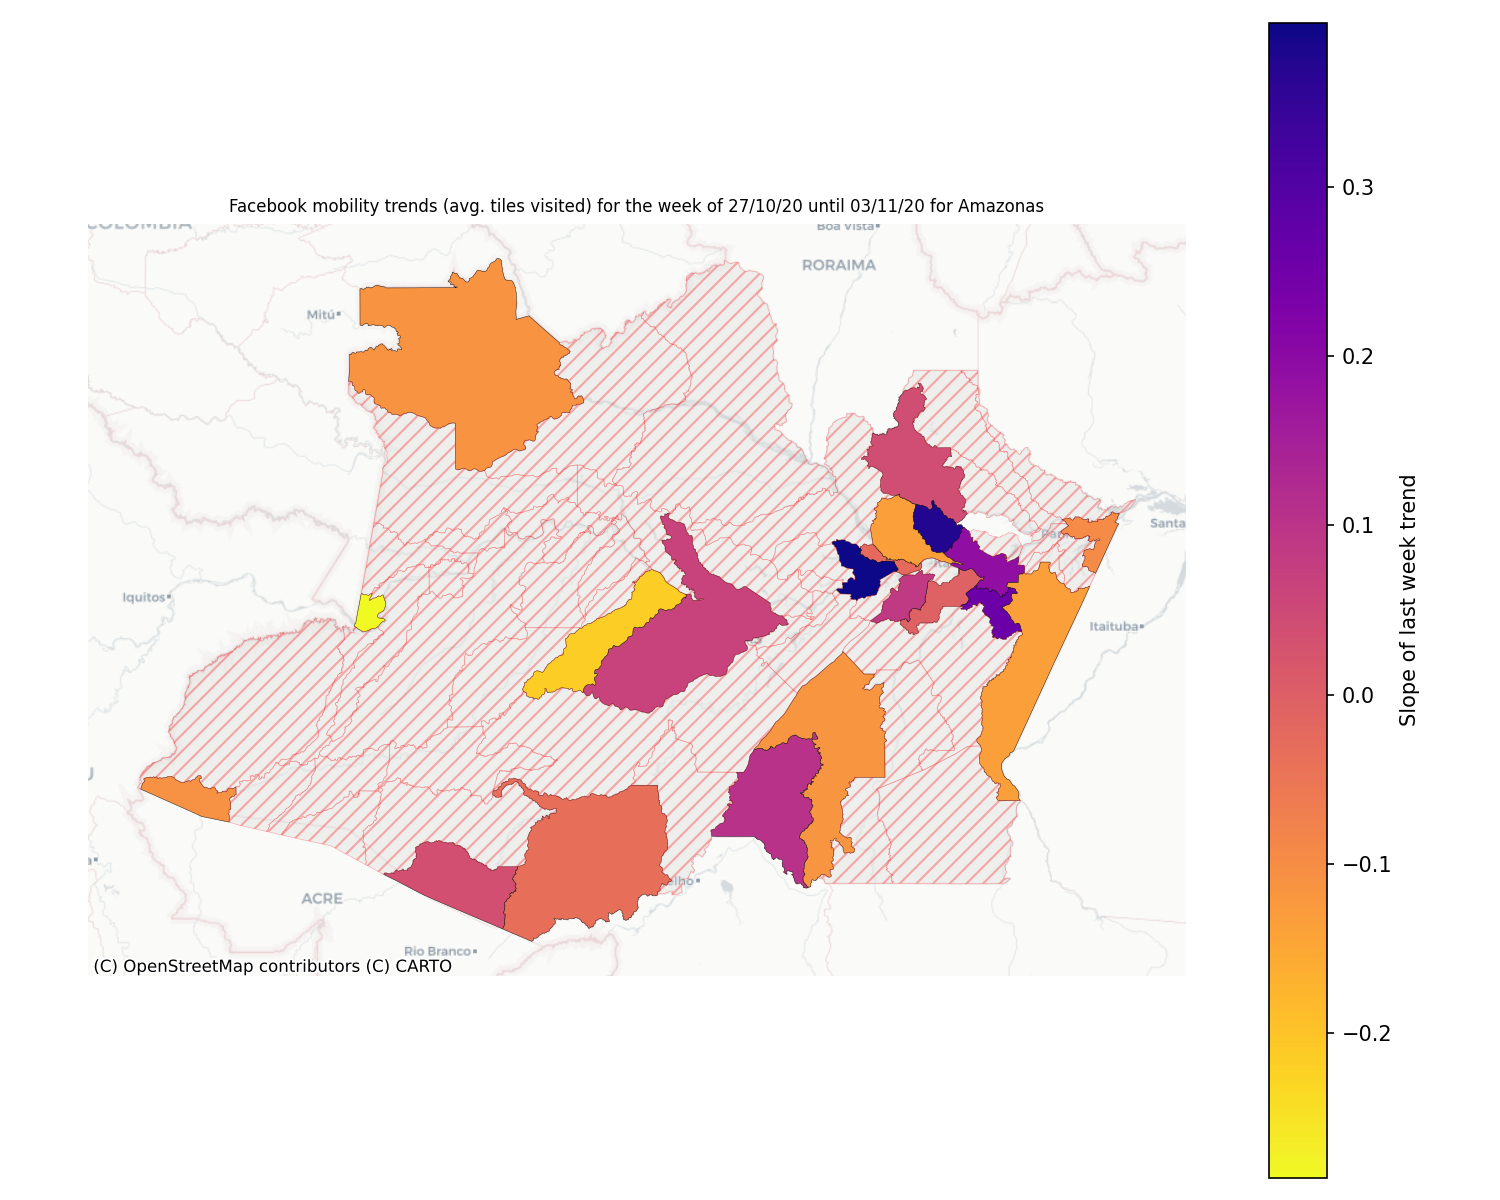 Facebook mobility trends (avg. tiles visited) for the week of 27/10/20 until 03/11/20 for Amazonas
Boa Vista
RORAIMA
Mitú
Santa
Iquitos
Itaituba
ACRE
Rio Branco
(C) OpenStreetMap contributors (C) CARTO
0.3
0.2
0.1
0.0
−0.1
−0.2
Slope of last week trend